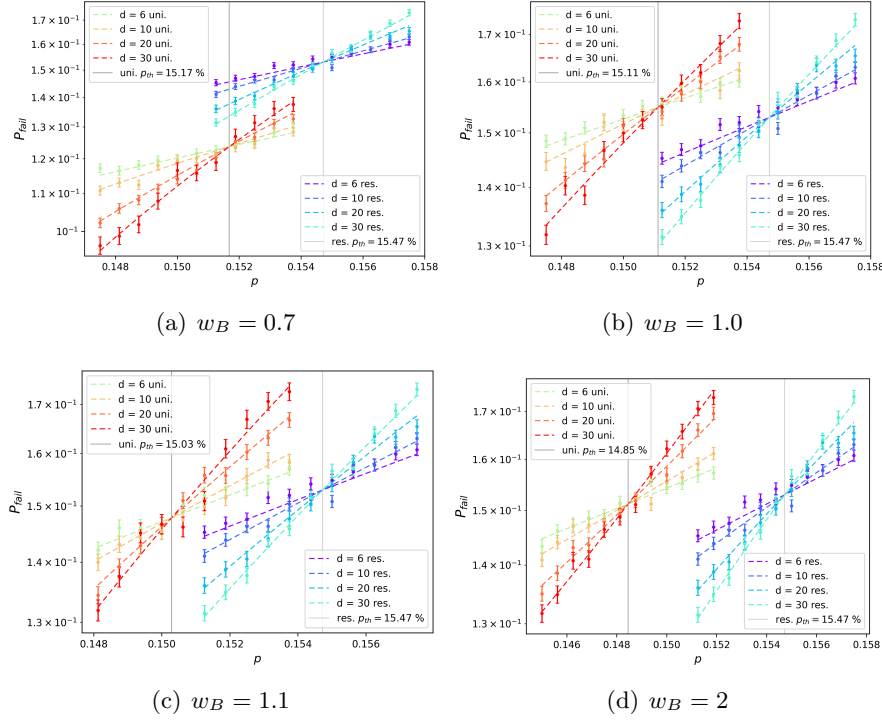 d = 6 uni.
d = 10 uni.
d = 20 uni.
d = 30 uni.
uni. p_th = 15.17 %
d = 6 res.
d = 10 res.
d = 20 res.
d = 30 res.
res. p_th = 15.47 %
P_fail
1.7 × 10⁻¹
1.6 × 10⁻¹
1.5 × 10⁻¹
1.4 × 10⁻¹
1.3 × 10⁻¹
1.2 × 10⁻¹
1.1 × 10⁻¹
10⁻¹
0.148 0.150 0.152 0.154 0.156 0.158
p
(a) w_B = 0.7
d = 6 uni.
d = 10 uni.
d = 20 uni.
d = 30 uni.
uni. p_th = 15.11 %
d = 6 res.
d = 10 res.
d = 20 res.
d = 30 res.
res. p_th = 15.47 %
P_fail
1.7 × 10⁻¹
1.6 × 10⁻¹
1.5 × 10⁻¹
1.4 × 10⁻¹
1.3 × 10⁻¹
0.148 0.150 0.152 0.154 0.156 0.158
p
(b) w_B = 1.0
d = 6 uni.
d = 10 uni.
d = 20 uni.
d = 30 uni.
uni. p_th = 15.03 %
d = 6 res.
d = 10 res.
d = 20 res.
d = 30 res.
res. p_th = 15.47 %
P_fail
1.7 × 10⁻¹
1.6 × 10⁻¹
1.5 × 10⁻¹
1.4 × 10⁻¹
1.3 × 10⁻¹
0.148 0.150 0.152 0.154 0.156
p
(c) w_B = 1.1
d = 6 uni.
d = 10 uni.
d = 20 uni.
d = 30 uni.
uni. p_th = 14.85 %
d = 6 res.
d = 10 res.
d = 20 res.
d = 30 res.
res. p_th = 15.47 %
P_fail
1.7 × 10⁻¹
1.6 × 10⁻¹
1.5 × 10⁻¹
1.4 × 10⁻¹
1.3 × 10⁻¹
0.146 0.148 0.150 0.152 0.154 0.156 0.158
p
(d) w_B = 2